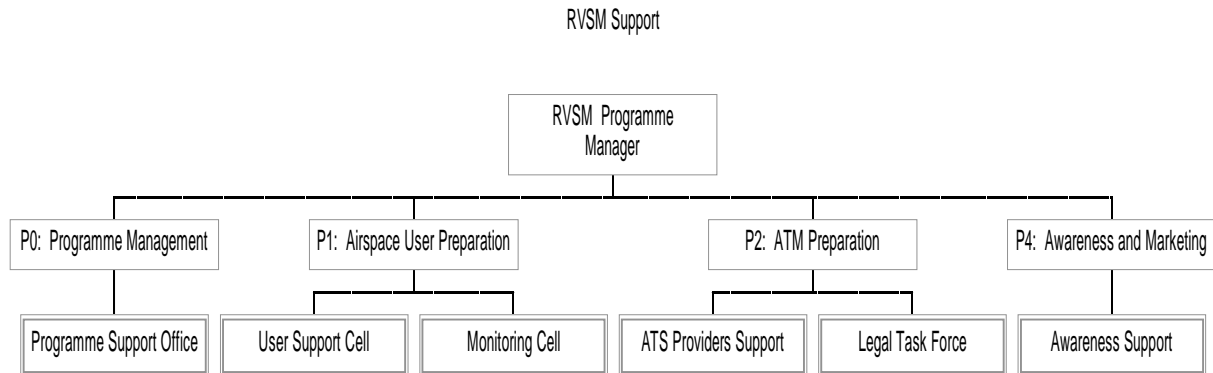 RVSM Support
RVSM Programme
Manager
P0: Programme Management
P1: Airspace User Preparation
P2: ATM Preparation
P4: Awareness and Marketing
Programme Support Office
User Support Cell
Monitoring Cell
ATS Providers Support
Legal Task Force
Awareness Support